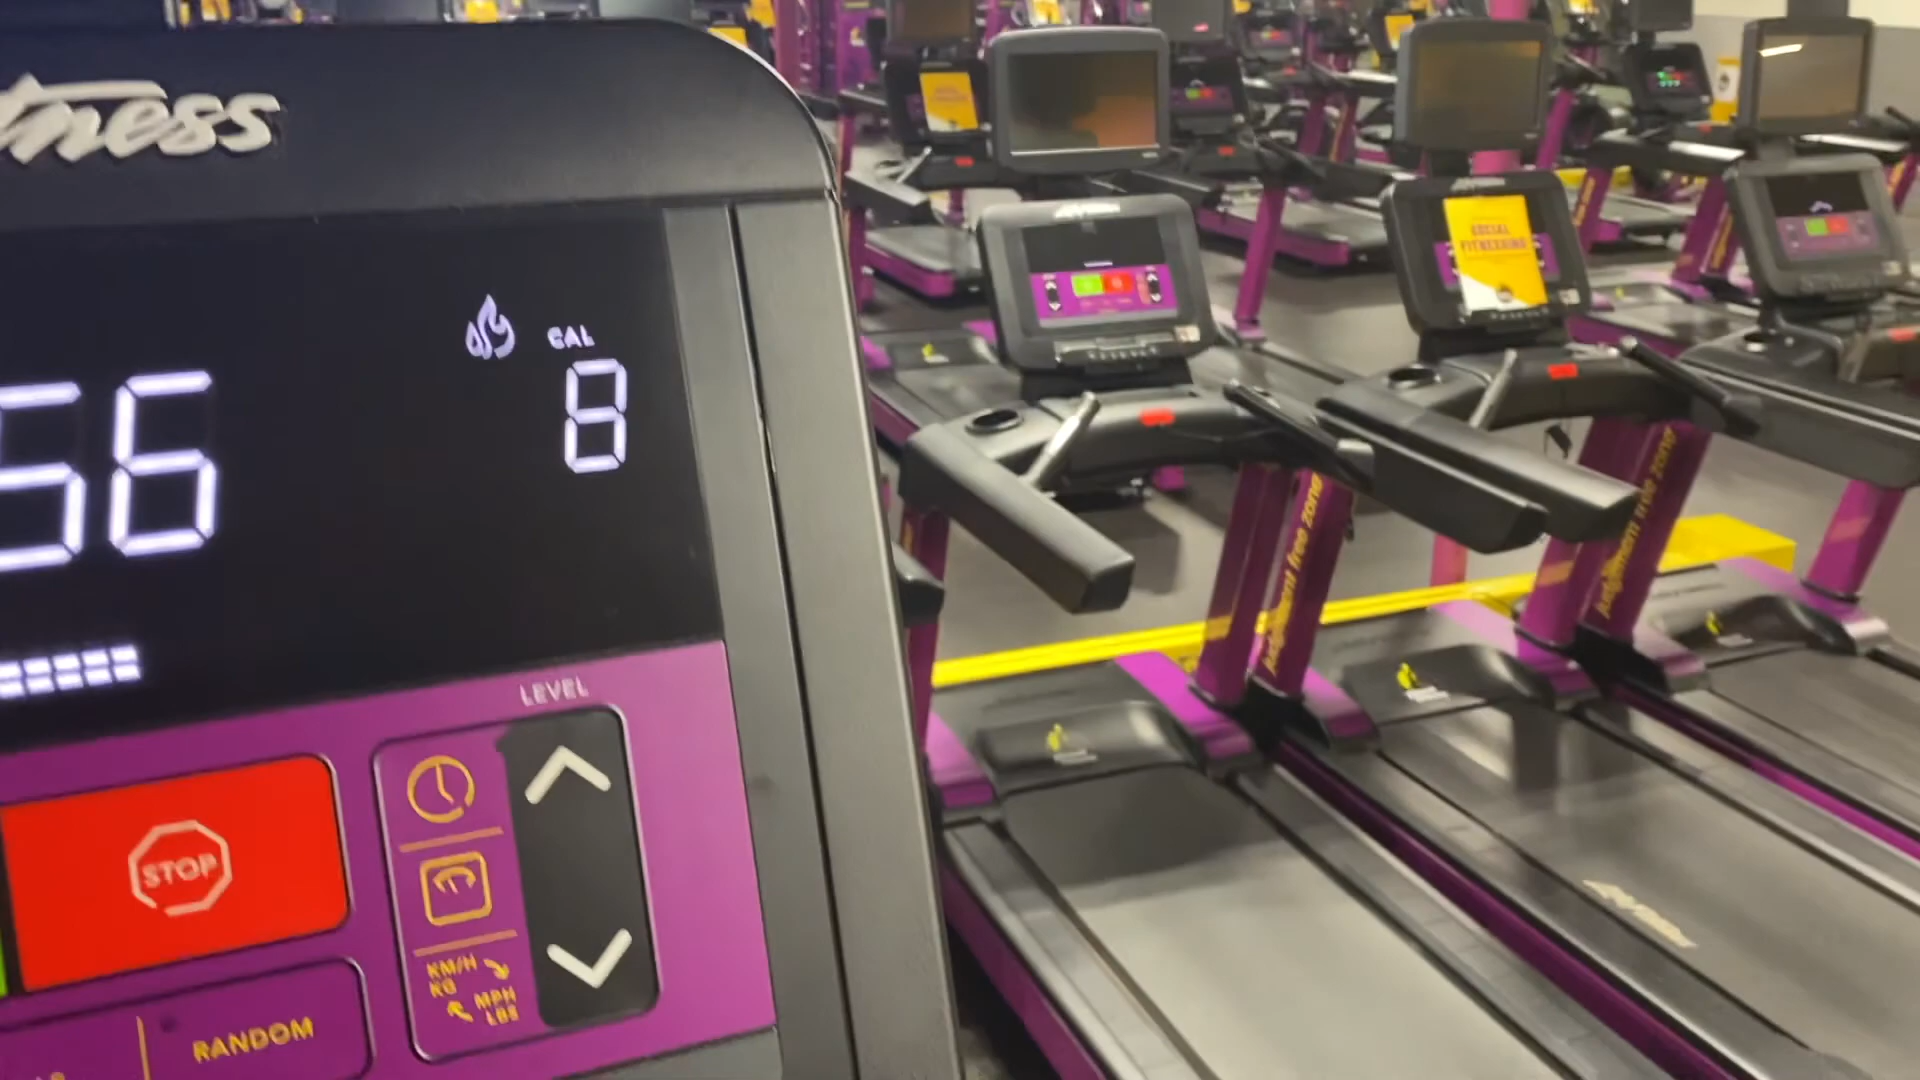 tness
CAL
8
56
LEVEL
STOP
KM/H
KG
MPH
LBS
RANDOM
SOCIAL
FITNESSING
Judgement free zone
Judgement free zone